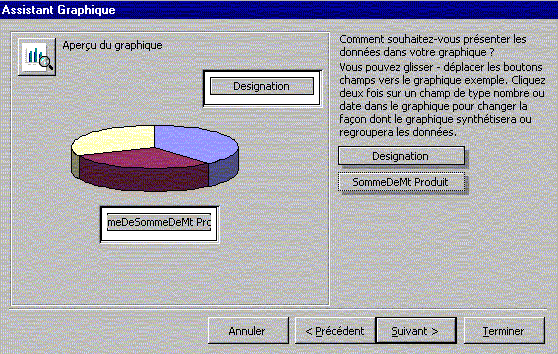 Assistant Graphique
Aperçu du graphique
Designation
meDeSommeDeMt Pro
Comment souhaitez-vous présenter les
données dans votre graphique ?
Vous pouvez glisser - déplacer les boutons
champs vers le graphique exemple. Cliquez
deux fois sur un champ de type nombre ou
date dans le graphique pour changer la
façon dont le graphique synthétisera ou
regroupera les données.
Designation
SommeDeMt Produit
Annuler
< Précédent
Suivant >
Terminer